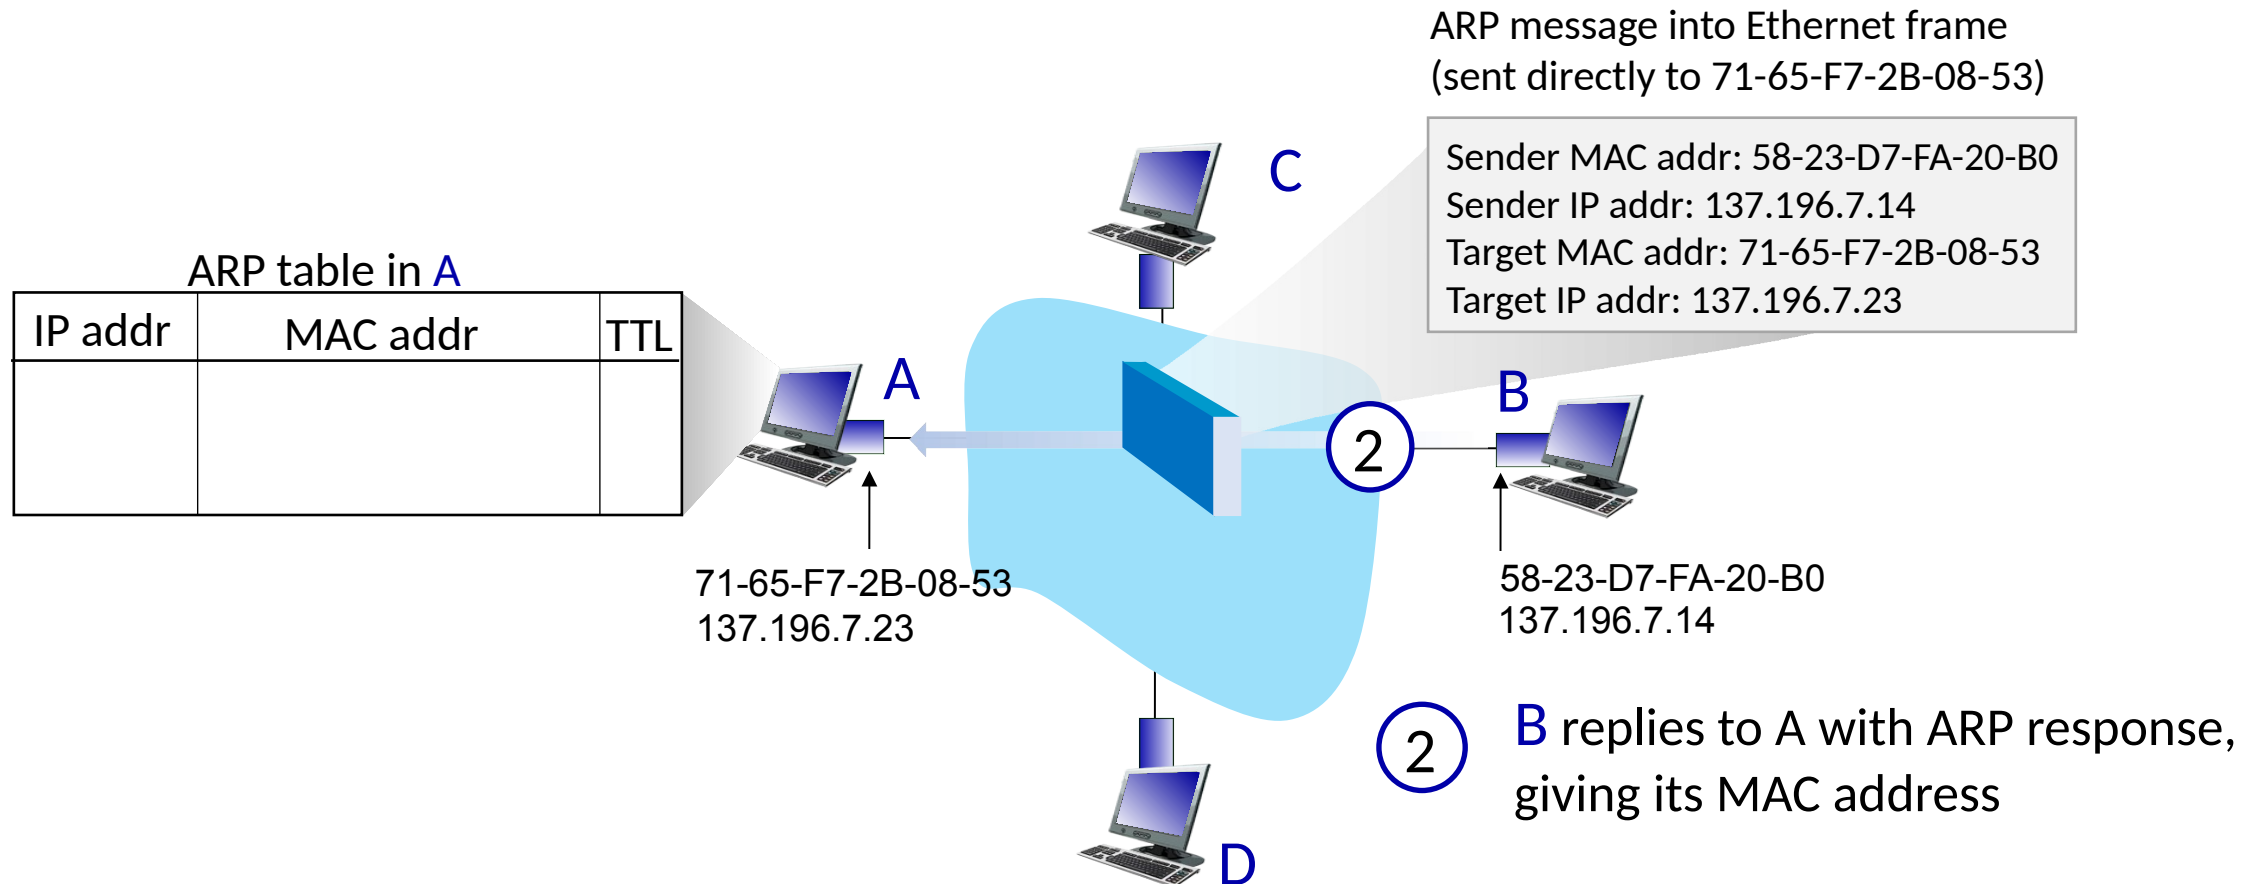 ARP message into Ethernet frame
(sent directly to 71-65-F7-2B-08-53)
Sender MAC addr: 58-23-D7-FA-20-B0
Sender IP addr: 137.196.7.14
Target MAC addr: 71-65-F7-2B-08-53
Target IP addr: 137.196.7.23
C
ARP table in A
IP addr MAC addr TTL
A
B
2
71-65-F7-2B-08-53
137.196.7.23
58-23-D7-FA-20-B0
137.196.7.14
2
B replies to A with ARP response,
giving its MAC address
D